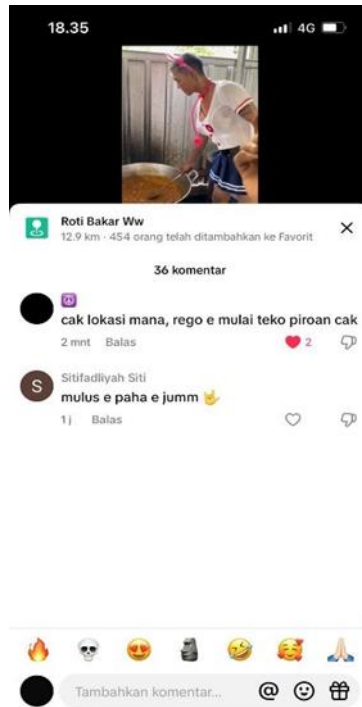 18.35
4G
Roti Bakar Ww
12.9 km · 454 orang telah ditambahkan ke Favorit
36 komentar
cak lokasi mana, rego e mulai teko piroan cak
2 mnt Balas 2
S
Sitifadliyah Siti
mulus e paha e jumm
1 j Balas
Tambahkan komentar...